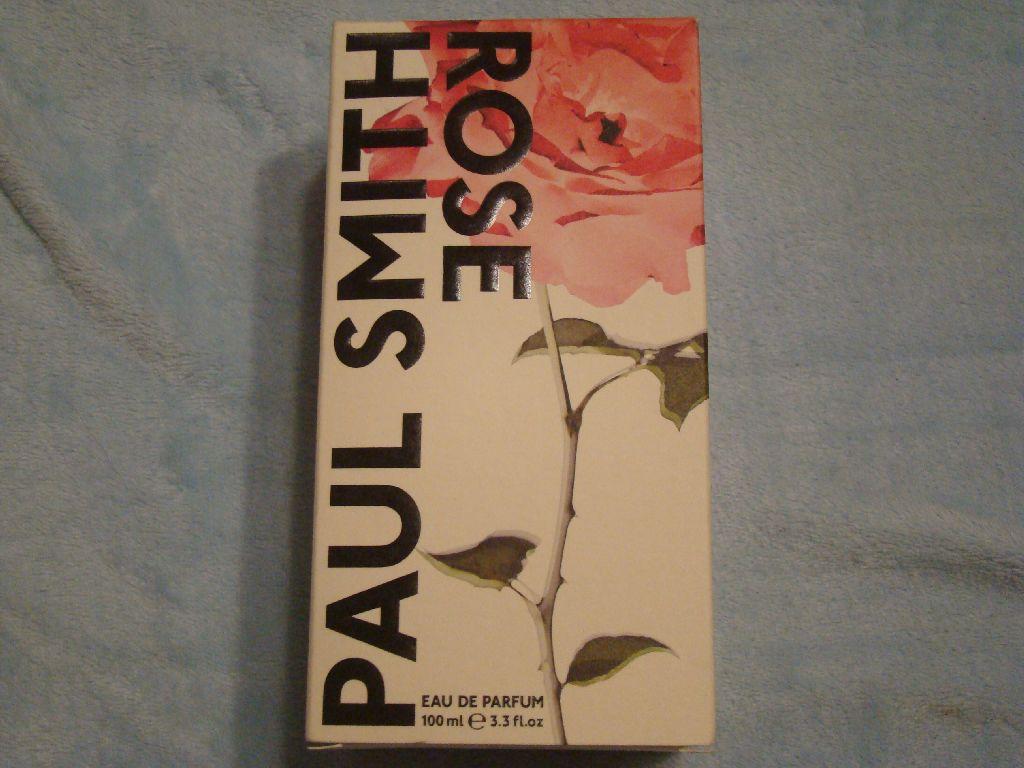 PAUL SMITH
ROSE
EAU DE PARFUM
100 ml ℮ 3.3 fl.oz